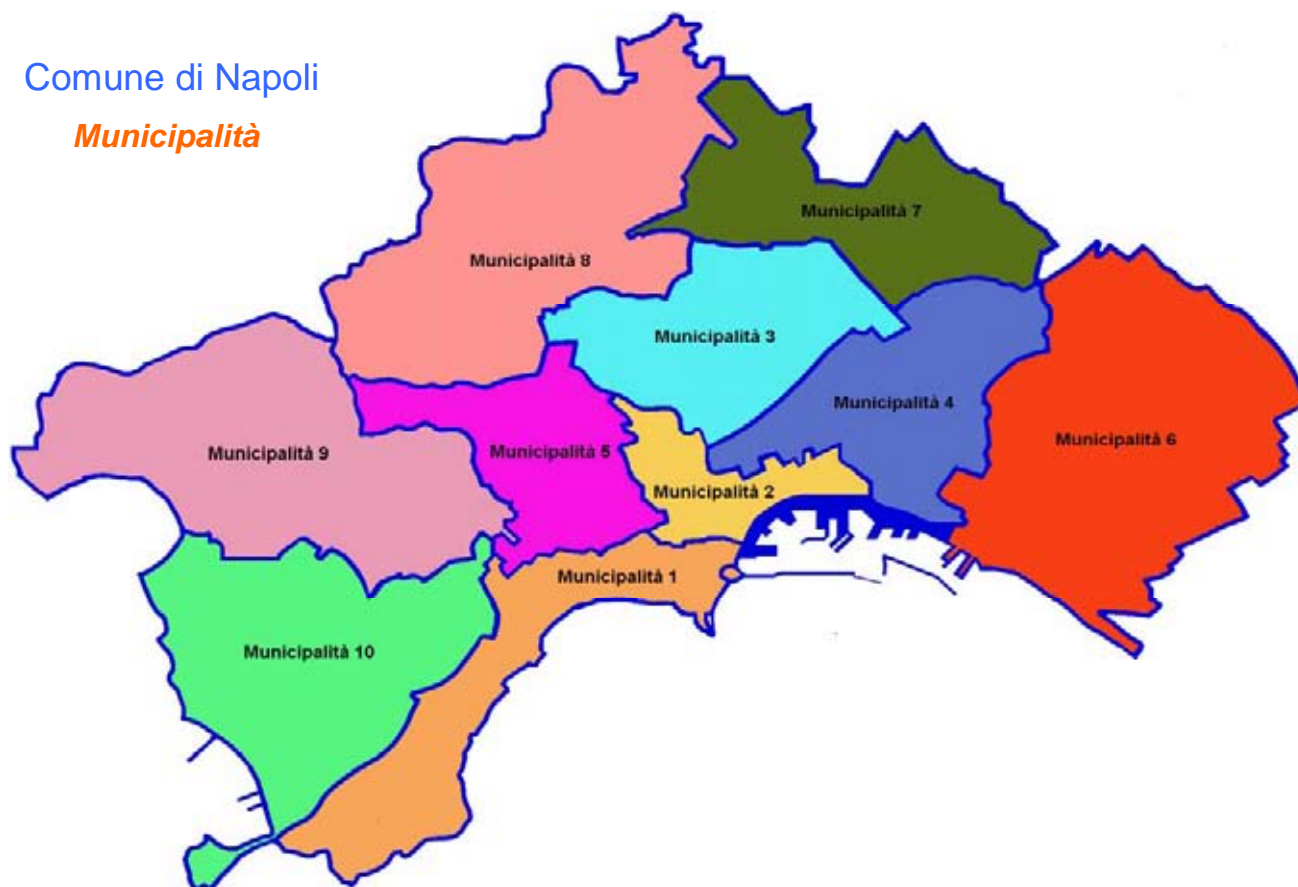 Comune di Napoli
Municipalità
Municipalità 7
Municipalità 8
Municipalità 3
Municipalità 4
Municipalità 6
Municipalità 9
Municipalità 5
Municipalità 2
Municipalità 1
Municipalità 10